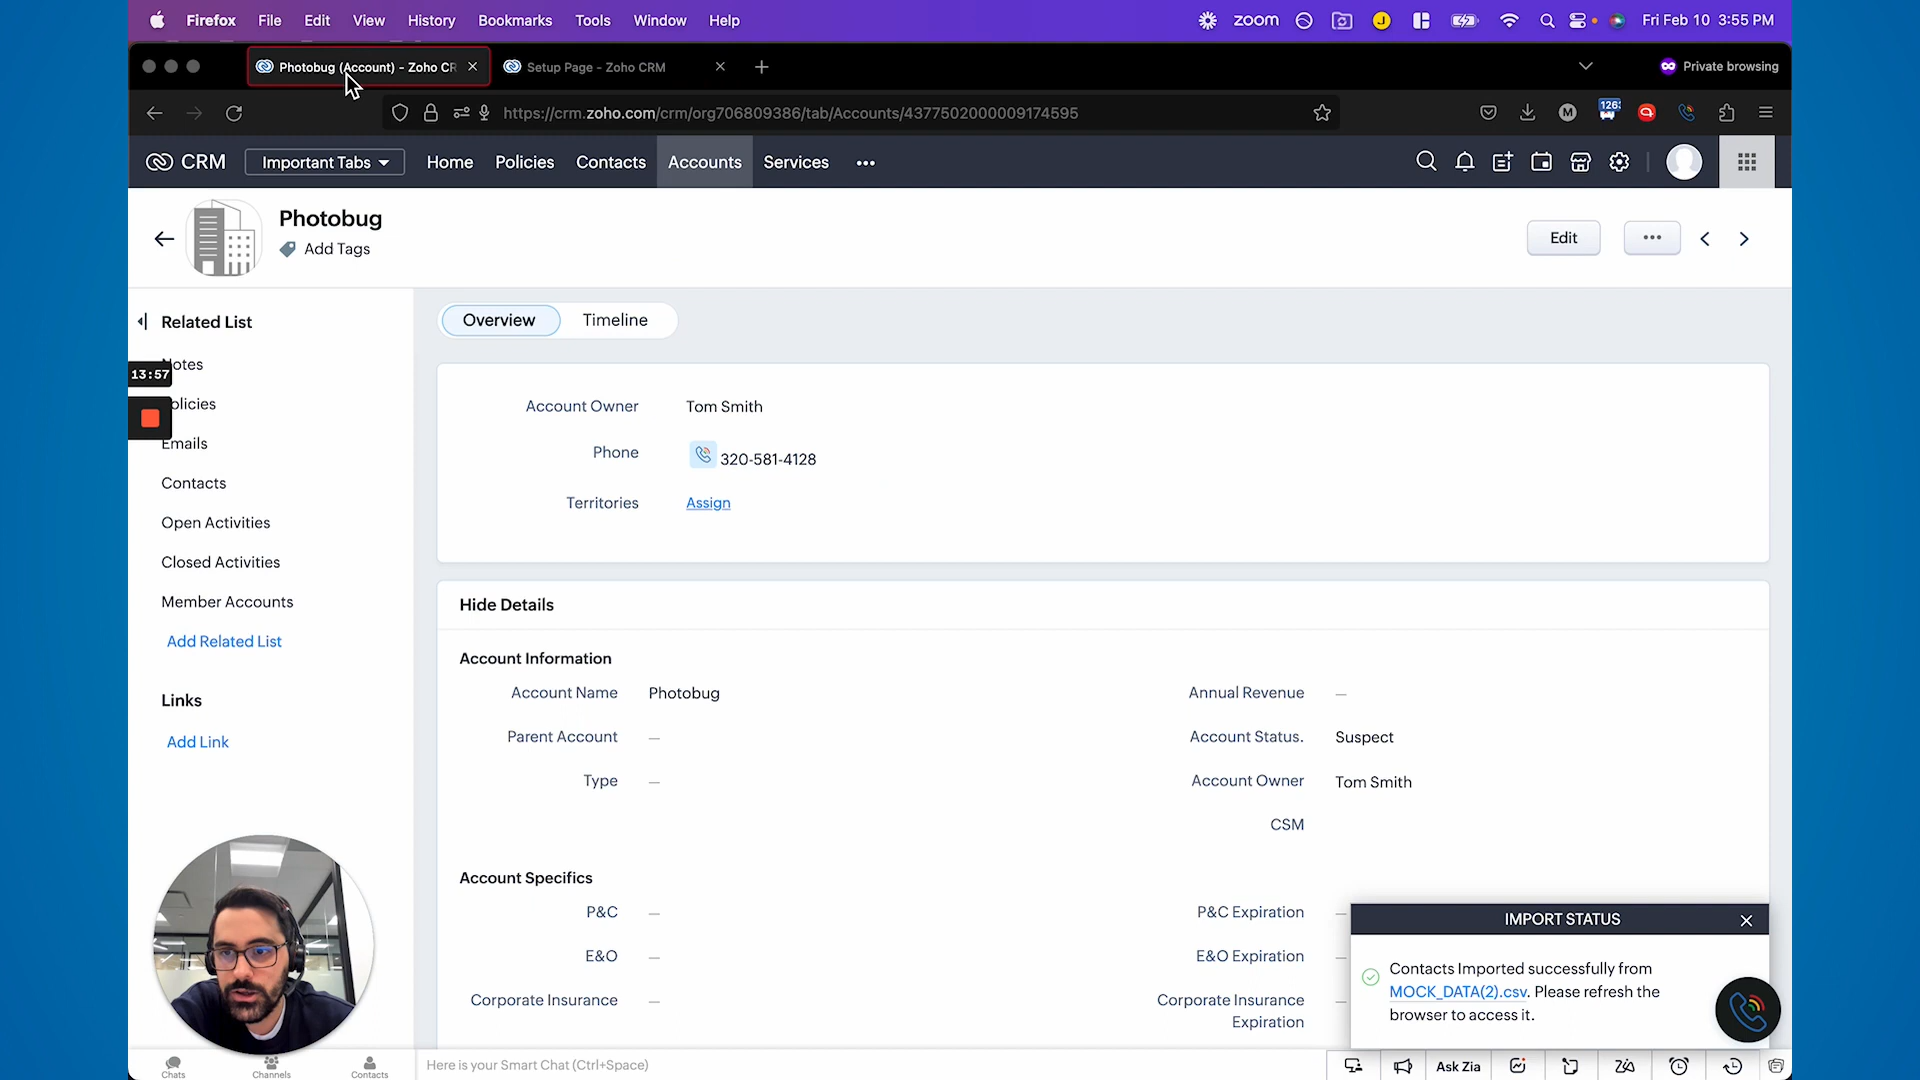 Firefox File Edit View History Bookmarks Tools Window Help
zoom
Fri Feb 10 3:55 PM
Photobug (Account) - Zoho CR
Setup Page - Zoho CRM
Private browsing
https://crm.zoho.com/crm/org706809386/tab/Accounts/4377502000009174595
M
CRM
Important Tabs
Home Policies Contacts Accounts Services
Photobug
Add Tags
Edit
Related List
otes
13:57
olicies
Emails
Contacts
Open Activities
Closed Activities
Member Accounts
Add Related List
Links
Add Link
Overview Timeline
Account Owner Tom Smith
Phone 320-581-4128
Territories Assign
Hide Details
Account Information
Account Name Photobug
Annual Revenue —
Parent Account —
Account Status. Suspect
Type —
Account Owner Tom Smith
CSM
Account Specifics
P&C —
P&C Expiration —
E&O —
E&O Expiration —
Corporate Insurance —
Corporate Insurance Expiration —
IMPORT STATUS
Contacts Imported successfully from
MOCK_DATA(2).csv. Please refresh the
browser to access it.
Chats Channels Contacts
Here is your Smart Chat (Ctrl+Space)
Ask Zia